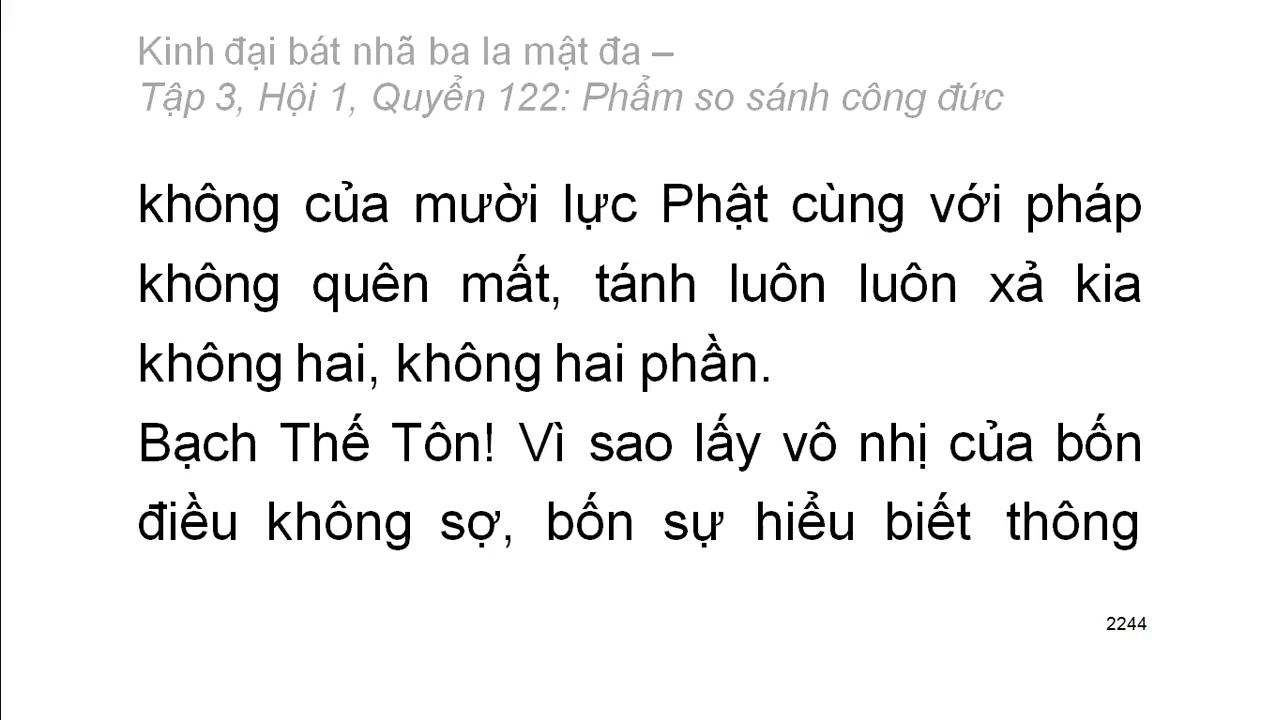 Kinh đại bát nhã ba la mật đa –
Tập 3, Hội 1, Quyển 122: Phẩm so sánh công đức
không của mười lực Phật cùng với pháp
không quên mất, tánh luôn luôn xả kia
không hai, không hai phần.
Bạch Thế Tôn! Vì sao lấy vô nhị của bốn
điều không sợ, bốn sự hiểu biết thông
2244